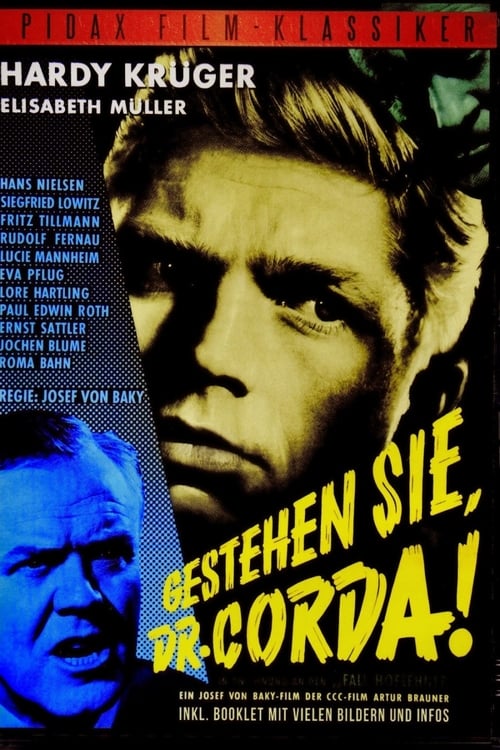 PIDAX FILM-KLASSIKER
HARDY KRÜGER
ELISABETH MÜLLER
HANS NIELSEN
SIEGFRIED LOWITZ
FRITZ TILLMANN
RUDOLF FERNAU
LUCIE MANNHEIM
EVA PFLUG
LORE HARTLING
PAUL EDWIN ROTH
ERNST SATTLER
JOCHEN BLUME
ROMA BAHN
REGIE: JOSEF VON BAKY
GESTEHEN SIE,
DR. CORDA!
EIN JOSEF VON BAKY-FILM DER CCC-FILM ARTUR BRAUNER
INKL. BOOKLET MIT VIELEN BILDERN UND INFOS